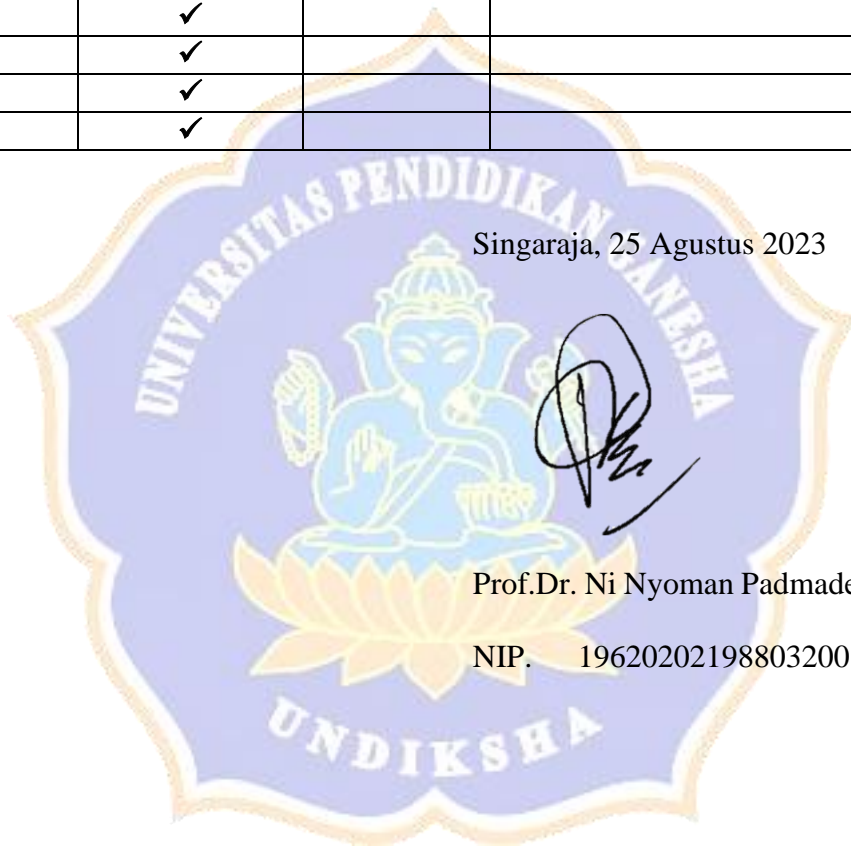 ✓
✓
✓
✓
UNIVERSITAS PENDIDIKAN GANESHA
Singaraja, 25 Agustus 2023
Prof.Dr. Ni Nyoman Padmade
NIP. 19620202198803200
UNDIKSHA